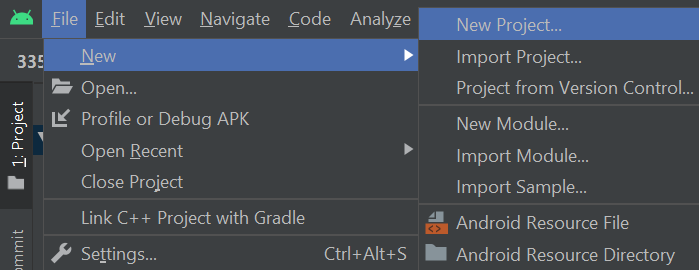 File Edit View Navigate Code Analyze
335
New
Open...
Profile or Debug APK
Open Recent
Close Project
Link C++ Project with Gradle
Settings... Ctrl+Alt+S
New Project...
Import Project...
Project from Version Control...
New Module...
Import Module...
Import Sample...
Android Resource File
Android Resource Directory
1: Project